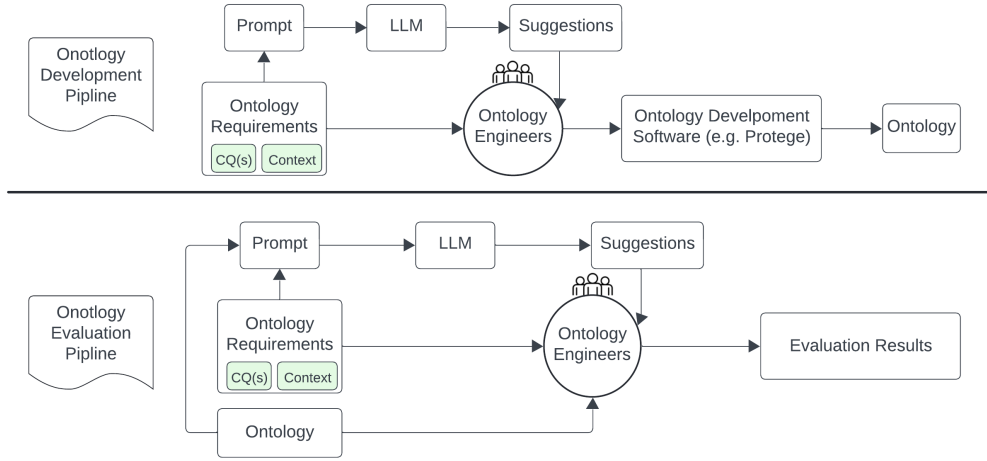 Prompt
LLM
Suggestions
Onotlogy
Development
Pipline
Ontology
Requirements
CQ(s)
Context
Ontology
Engineers
Ontology Develpoment
Software (e.g. Protege)
Ontology
Prompt
LLM
Suggestions
Onotlogy
Evaluation
Pipline
Ontology
Requirements
CQ(s)
Context
Ontology
Engineers
Evaluation Results
Ontology